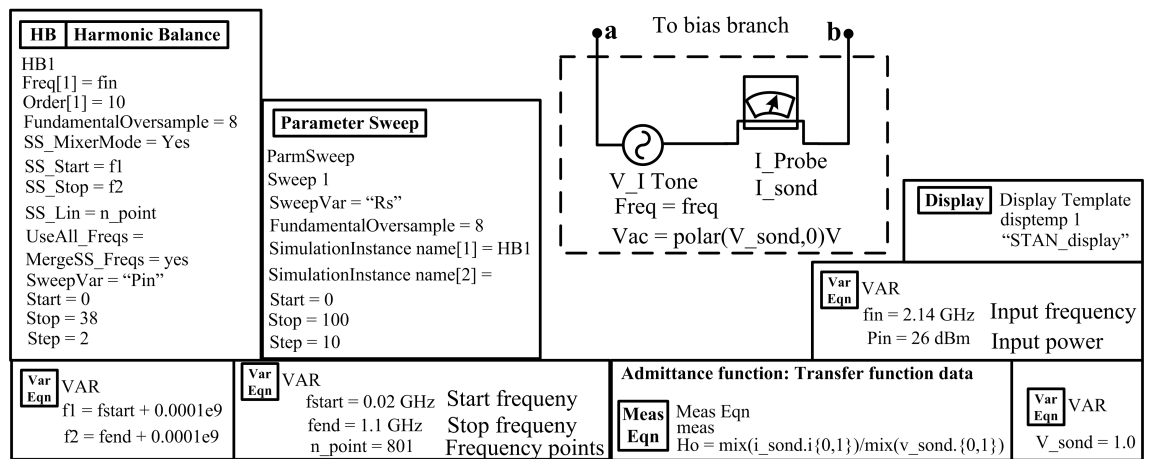 HB Harmonic Balance
HB1
Freq[1] = fin
Order[1] = 10
FundamentalOversample = 8
SS_MixerMode = Yes
SS_Start = f1
SS_Stop = f2
SS_Lin = n_point
UseAll_Freqs =
MergeSS_Freqs = yes
SweepVar = “Pin”
Start = 0
Stop = 38
Step = 2
Parameter Sweep
ParmSweep
Sweep 1
SweepVar = “Rs”
FundamentalOversample = 8
SimulationInstance name[1] = HB1
SimulationInstance name[2] =
Start = 0
Stop = 100
Step = 10
To bias branch
a
b
V_I Tone
Freq = freq
Vac = polar(V_sond,0)V
I_Probe
I_sond
Display Display Template
disptemp 1
“STAN_display”
Var Eqn VAR
fin = 2.14 GHz Input frequency
Pin = 26 dBm Input power
Var Eqn VAR
f1 = fstart + 0.0001e9
f2 = fend + 0.0001e9
Var Eqn VAR
fstart = 0.02 GHz Start frequeny
fend = 1.1 GHz Stop frequeny
n_point = 801 Frequency points
Admittance function: Transfer function data
Meas Eqn Meas Eqn
meas
Ho = mix(i_sond.i{0,1})/mix(v_sond.{0,1})
Var Eqn VAR
V_sond = 1.0